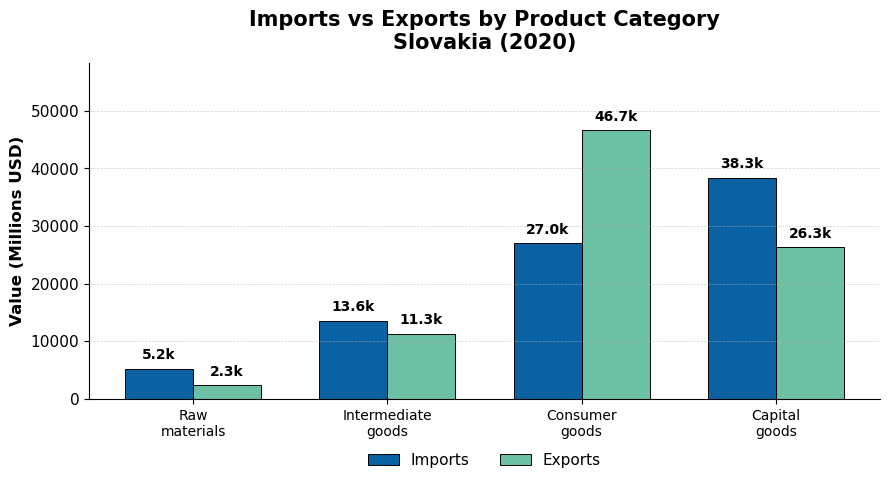 Imports vs Exports by Product Category
Slovakia (2020)
Value (Millions USD)
50000
40000
30000
20000
10000
0
5.2k
2.3k
13.6k
11.3k
27.0k
46.7k
38.3k
26.3k
Raw
materials
Intermediate
goods
Consumer
goods
Capital
goods
Imports
Exports